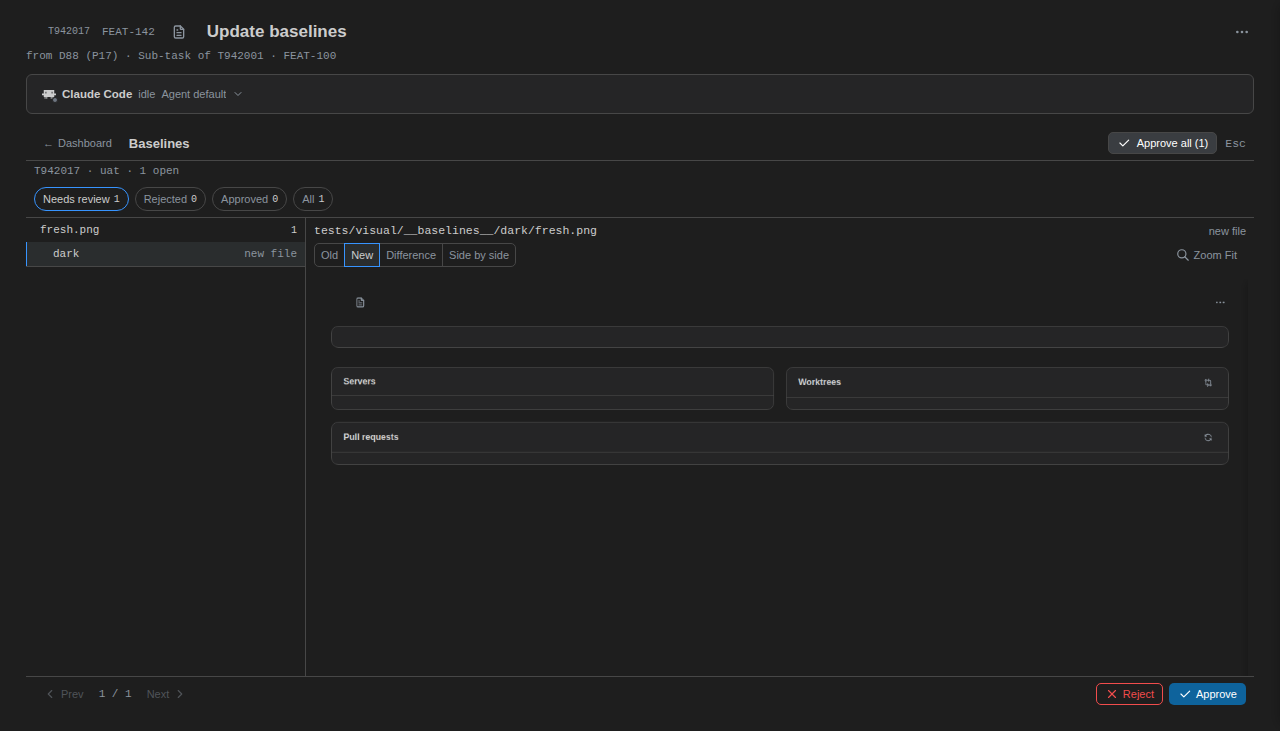 T942017 FEAT-142 Update baselines
from D88 (P17) · Sub-task of T942001 · FEAT-100
Claude Code idle Agent default
← Dashboard Baselines Approve all (1) Esc
T942017 · uat · 1 open
Needs review 1 Rejected 0 Approved 0 All 1
fresh.png 1
dark new file
tests/visual/__baselines__/dark/fresh.png new file
Old New Difference Side by side Zoom Fit
Servers
Worktrees
Pull requests
Prev 1 / 1 Next Reject Approve